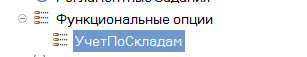 Функциональные опции
УчетПоСкладам